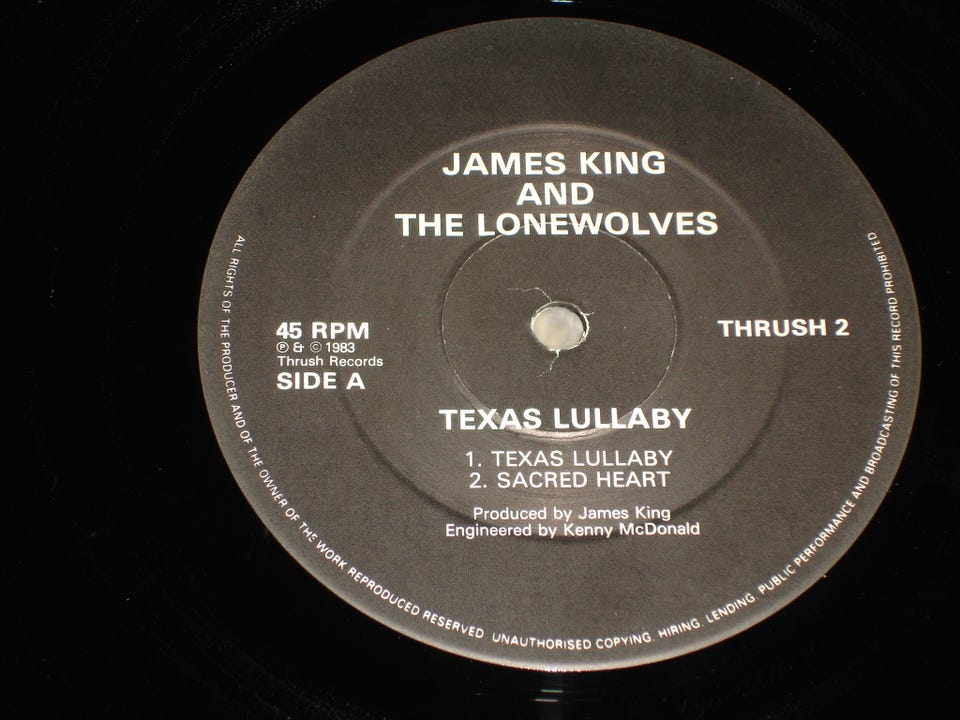 JAMES KING
AND
THE LONEWOLVES
45 RPM
Ⓟ & © 1983
Thrush Records
SIDE A
THRUSH 2
TEXAS LULLABY
1. TEXAS LULLABY
2. SACRED HEART
Produced by James King
Engineered by Kenny McDonald
ALL RIGHTS OF THE PRODUCER AND OF THE OWNER OF THE WORK REPRODUCED RESERVED UNAUTHORISED COPYING. HIRING. LENDING. PUBLIC PERFORMANCE AND BROADCASTING OF THIS RECORD PROHIBITED